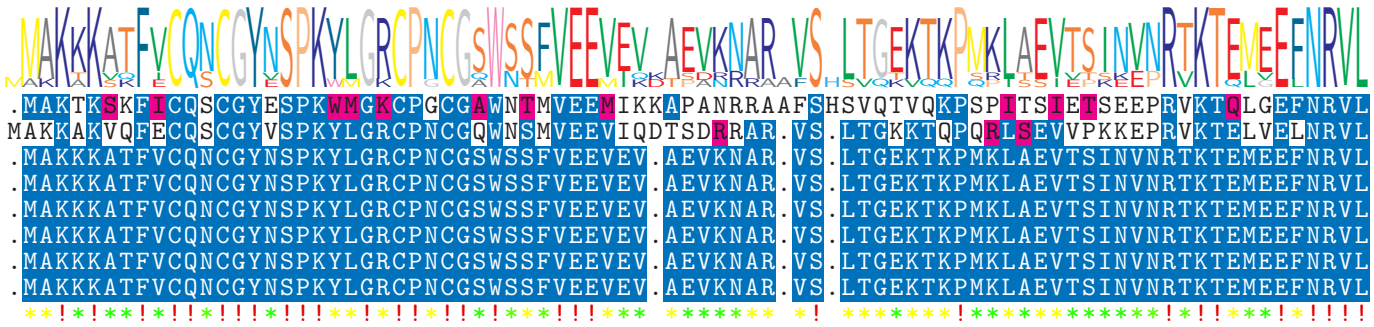 MAKKKATFVCQNCGYNSPKYLGRCPNCGSWSSFVEEVEV AEVKNAR VS LTGEKTKPMKLAEVTSINVNRTKTEMEEFNRVL
.MAKTKSKFICQSCGYESPKWMGKCPGCGAWNTMVEEMIKKAPANRRAAFSHSVQTVQKPSPITSIETSEEPRVKTQLGEFNRVL
MAKKAKVQFECQSCGYVSPKYLGRCPNCGQWNSMVEEVIQDTSDRRAR.VS.LTGKKTQPQRLSEVVPKKEPRVKTELVELNRVL
.MAKKKATFVCQNCGYNSPKYLGRCPNCGSWSSFVEEVEV.AEVKNAR.VS.LTGEKTKPMKLAEVTSINVNRTKTEMEEFNRVL
.MAKKKATFVCQNCGYNSPKYLGRCPNCGSWSSFVEEVEV.AEVKNAR.VS.LTGEKTKPMKLAEVTSINVNRTKTEMEEFNRVL
.MAKKKATFVCQNCGYNSPKYLGRCPNCGSWSSFVEEVEV.AEVKNAR.VS.LTGEKTKPMKLAEVTSINVNRTKTEMEEFNRVL
.MAKKKATFVCQNCGYNSPKYLGRCPNCGSWSSFVEEVEV.AEVKNAR.VS.LTGEKTKPMKLAEVTSINVNRTKTEMEEFNRVL
.MAKKKATFVCQNCGYNSPKYLGRCPNCGSWSSFVEEVEV.AEVKNAR.VS.LTGEKTKPMKLAEVTSINVNRTKTEMEEFNRVL
.MAKKKATFVCQNCGYNSPKYLGRCPNCGSWSSFVEEVEV.AEVKNAR.VS.LTGEKTKPMKLAEVTSINVNRTKTEMEEFNRVL
**!*!**!*!!*!!!*!!!**!*!!*!!*!***!!!*** ******* *! *******!************!*!!***!*!!!!